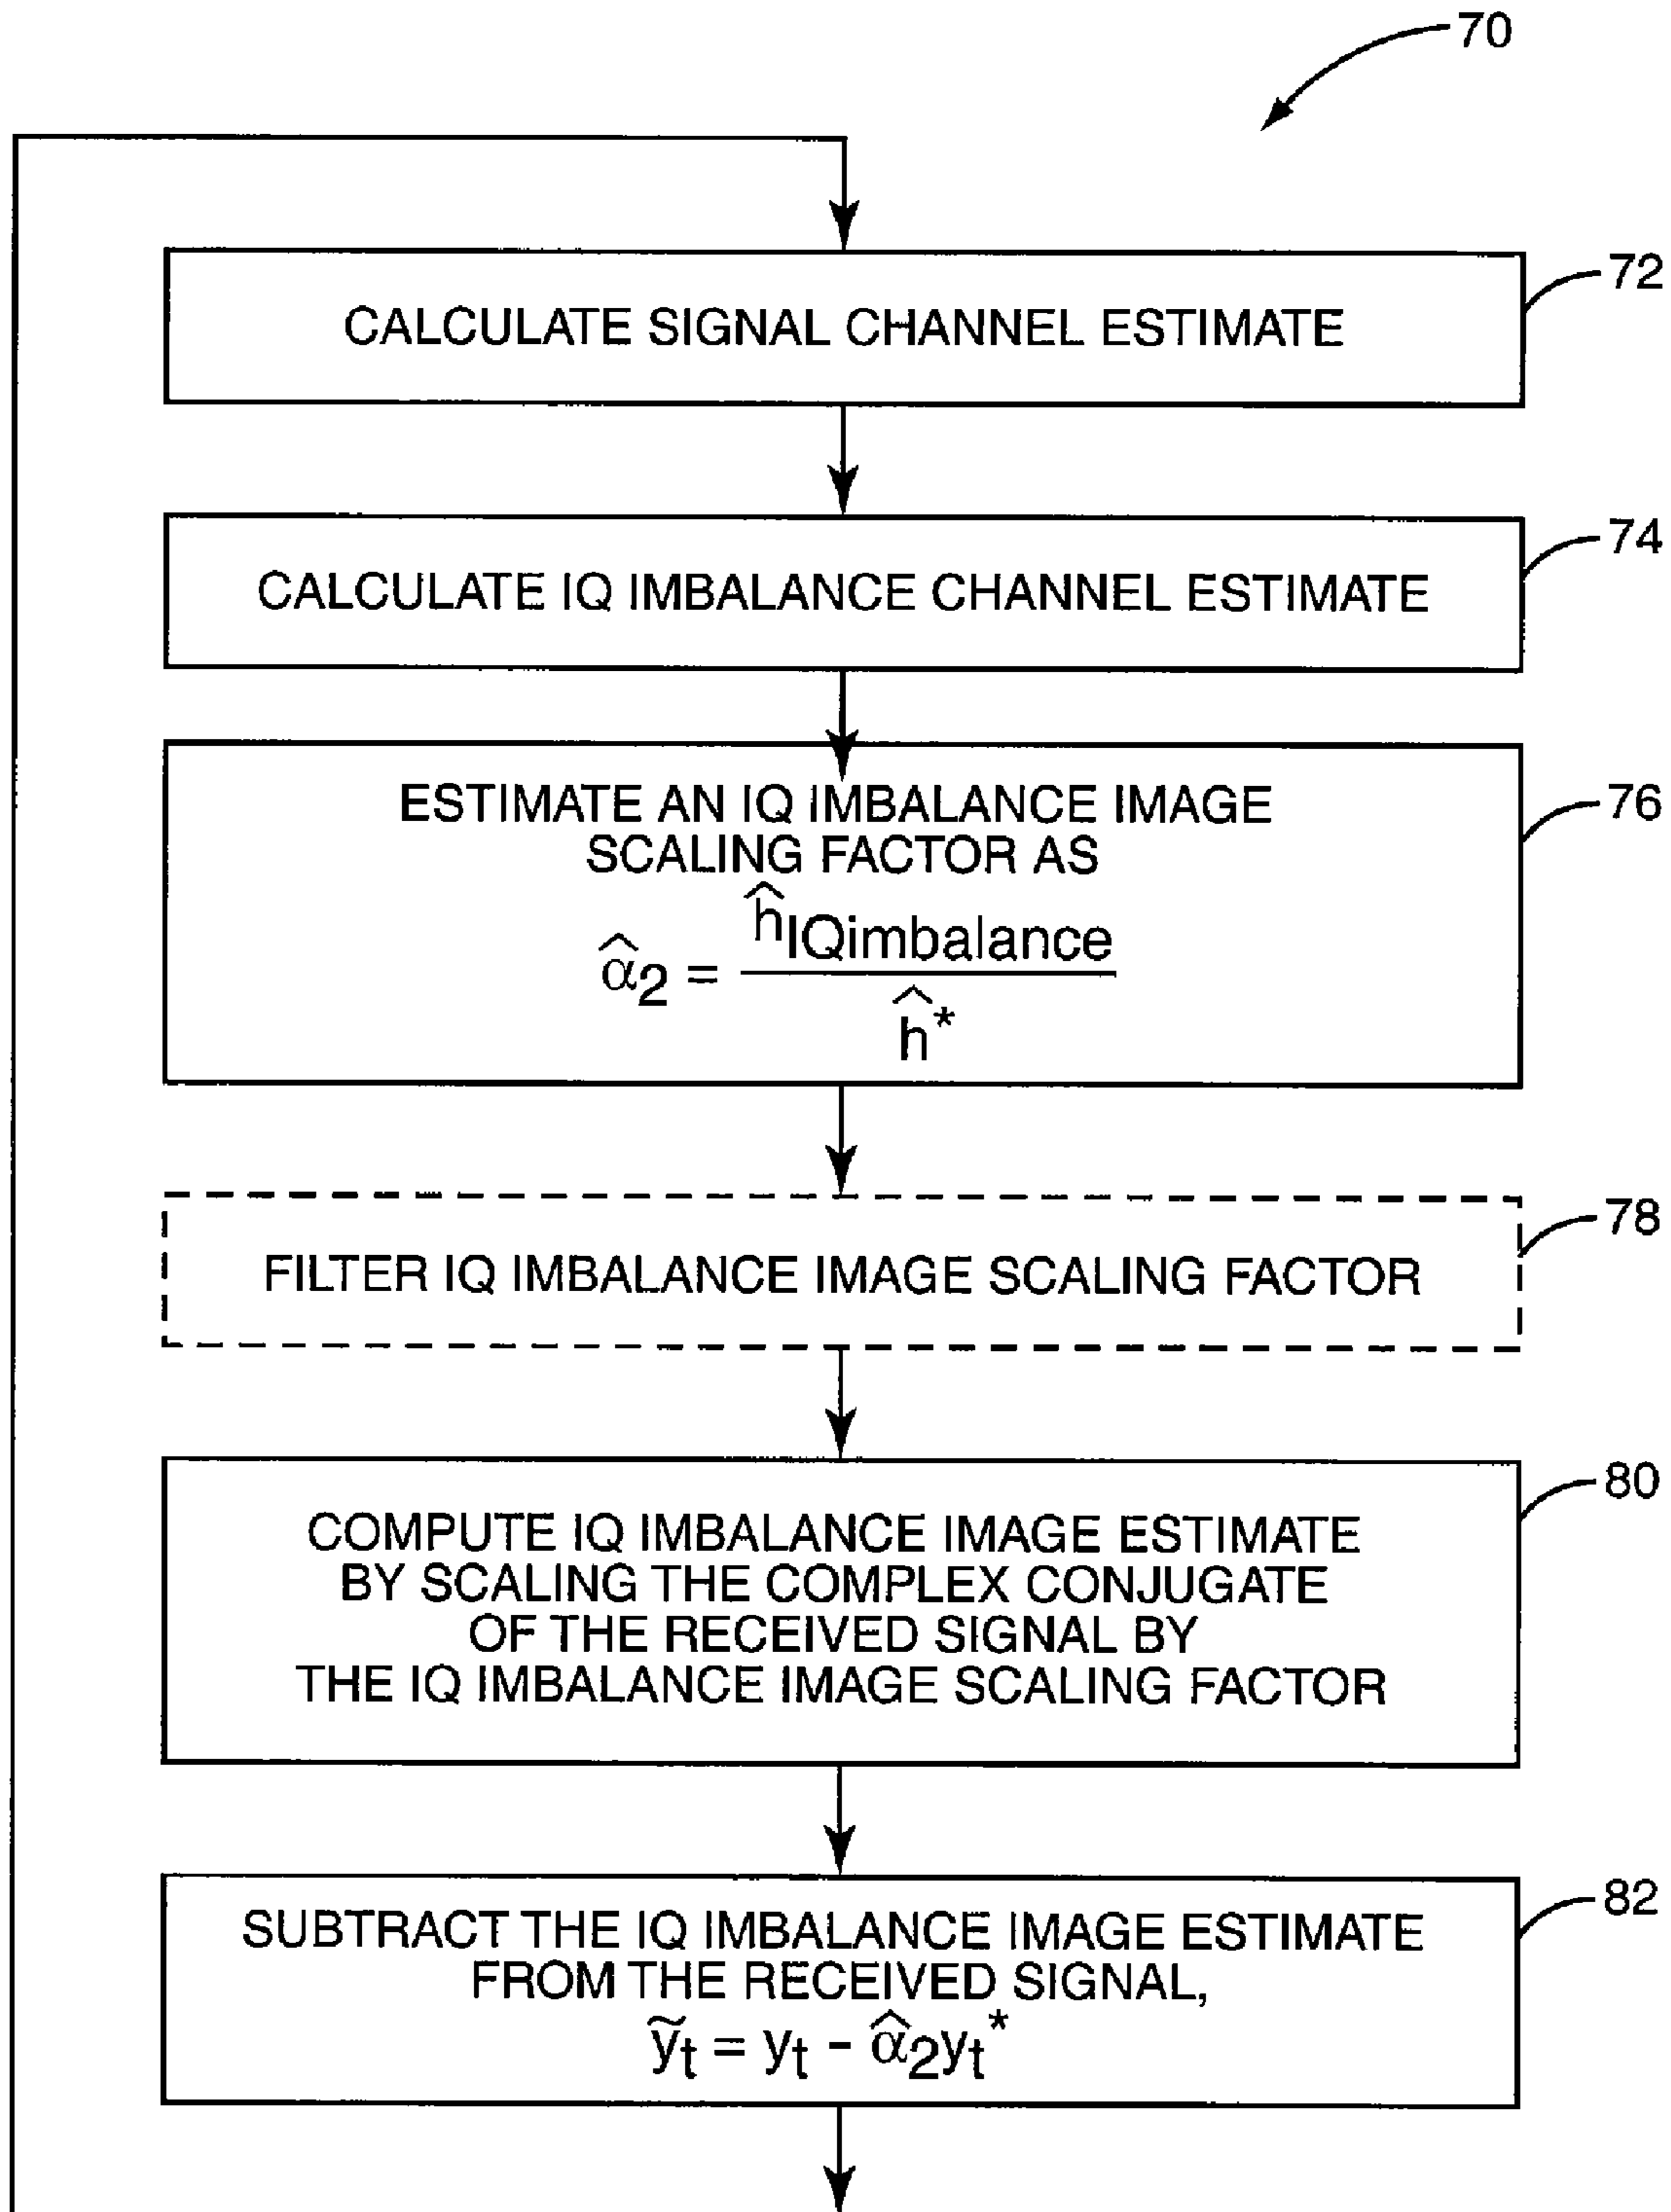 70
CALCULATE SIGNAL CHANNEL ESTIMATE
72
CALCULATE IQ IMBALANCE CHANNEL ESTIMATE
74
ESTIMATE AN IQ IMBALANCE IMAGE
SCALING FACTOR AS
α̂2 = ĥIQimbalance / ĥ*
76
FILTER IQ IMBALANCE IMAGE SCALING FACTOR
78
COMPUTE IQ IMBALANCE IMAGE ESTIMATE
BY SCALING THE COMPLEX CONJUGATE
OF THE RECEIVED SIGNAL BY
THE IQ IMBALANCE IMAGE SCALING FACTOR
80
SUBTRACT THE IQ IMBALANCE IMAGE ESTIMATE
FROM THE RECEIVED SIGNAL,
ỹt = yt - α̂2yt*
82